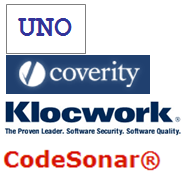 UNO
coverity
Klocwork®
The Proven Leader. Software Security. Software Quality.
CodeSonar®